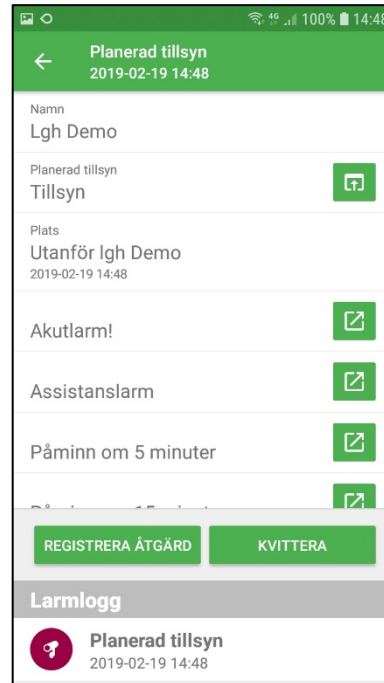 4G 100% 14:48
Planerad tillsyn
2019-02-19 14:48
Namn
Lgh Demo
Planerad tillsyn
Tillsyn
Plats
Utanför lgh Demo
2019-02-19 14:48
Akutlarm!
Assistanslarm
Påminn om 5 minuter
REGISTRERA ÅTGÄRD KVITTERA
Larmlogg
Planerad tillsyn
2019-02-19 14:48